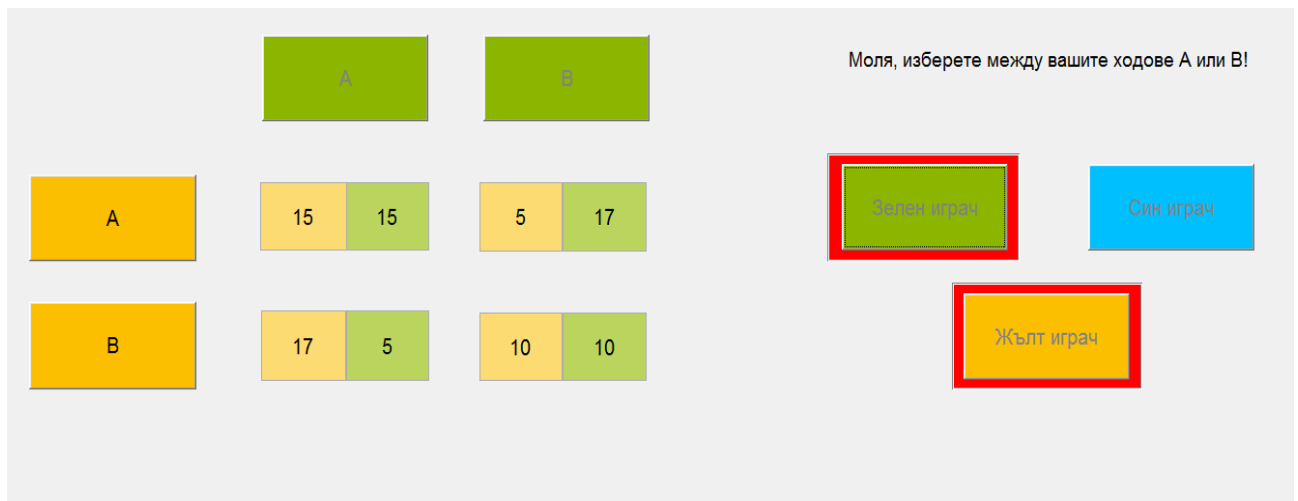 A B
Моля, изберете между вашите ходове А или В!
A 15 15 5 17
B 17 5 10 10
Зелен играч Син играч
Жълт играч